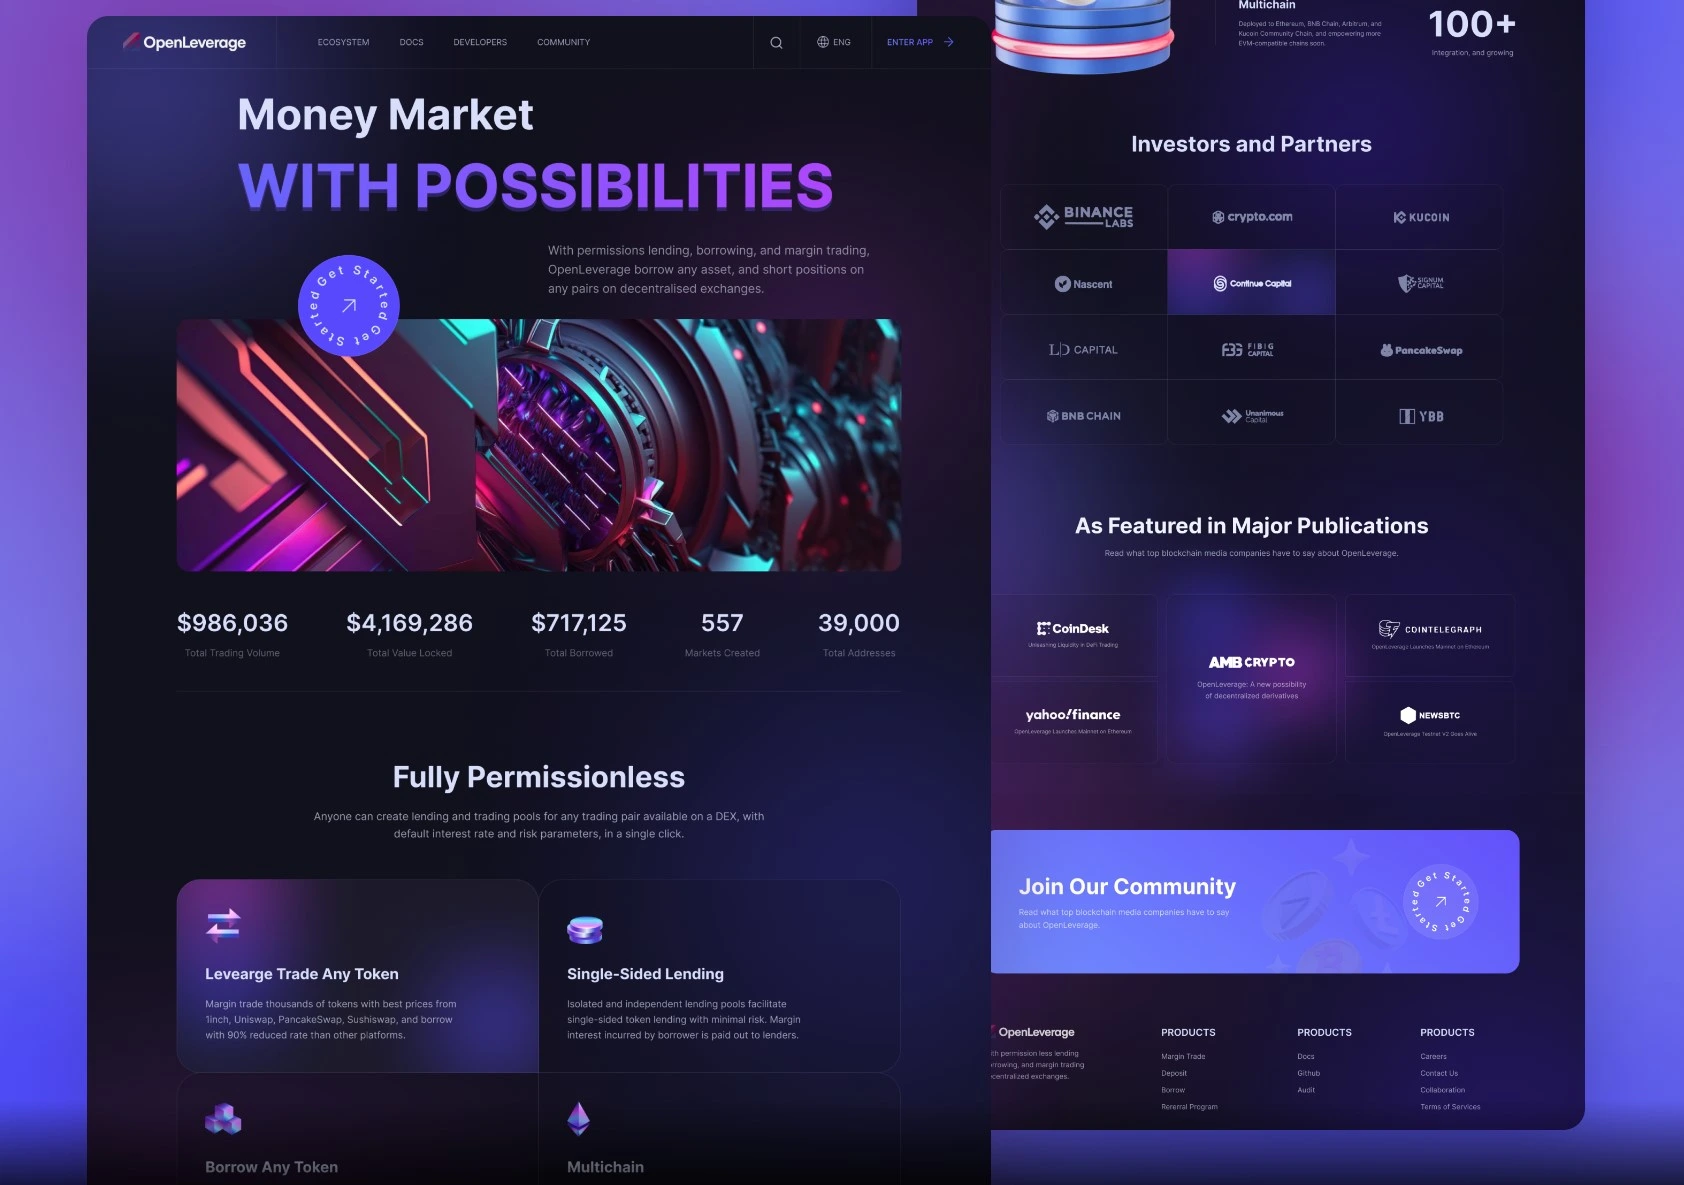 OpenLeverage
ECOSYSTEM
DOCS
DEVELOPERS
COMMUNITY
ENG
ENTER APP
Money Market
WITH POSSIBILITIES
With permissions lending, borrowing, and margin trading,
OpenLeverage borrow any asset, and short positions on
any pairs on decentralised exchanges.
Get Started Get Started
$986,036
Total Trading Volume
$4,169,286
Total Value Locked
$717,125
Total Borrowed
557
Markets Created
39,000
Total Addresses
Fully Permissionless
Anyone can create lending and trading pools for any trading pair available on a DEX, with
default interest rate and risk parameters, in a single click.
Levearge Trade Any Token
Margin trade thousands of tokens with best prices from
1inch, Uniswap, PancakeSwap, Sushiswap, and borrow
with 90% reduced rate than other platforms.
Single-Sided Lending
Isolated and independent lending pools facilitate
single-sided token lending with minimal risk. Margin
interest incurred by borrower is paid out to lenders.
Borrow Any Token
Multichain
Multichain
Deployed to Ethereum, BNB Chain, Arbitrum, and
Kucoin Community Chain, and empowering more
EVM-compatible chains soon.
100+
Integration, and growing
Investors and Partners
BINANCE
LABS
crypto.com
KUCOIN
Nascent
Continue Capital
SIGNUM
CAPITAL
LD CAPITAL
FBG
FIBIG
CAPITAL
PancakeSwap
BNB CHAIN
Unanimous
Capital
YBB
As Featured in Major Publications
Read what top blockchain media companies have to say about OpenLeverage.
CoinDesk
Unleashing Liquidity in DeFi Trading
AMB CRYPTO
OpenLeverage: A new possibility
of decentralized derivatives
COINTELEGRAPH
OpenLeverage Launches Mainnet on Ethereum
yahoo!finance
OpenLeverage Launches Mainnet on Ethereum
NEWSBTC
OpenLeverage Testnet V2 Goes Alive
Join Our Community
Read what top blockchain media companies have to say
about OpenLeverage.
Get Started Get Started
OpenLeverage
ith permission less lending
rrowing, and margin trading
centralized exchanges.
PRODUCTS
Margin Trade
Deposit
Borrow
Rererral Program
PRODUCTS
Docs
Github
Audit
PRODUCTS
Careers
Contact Us
Collaboration
Terms of Services